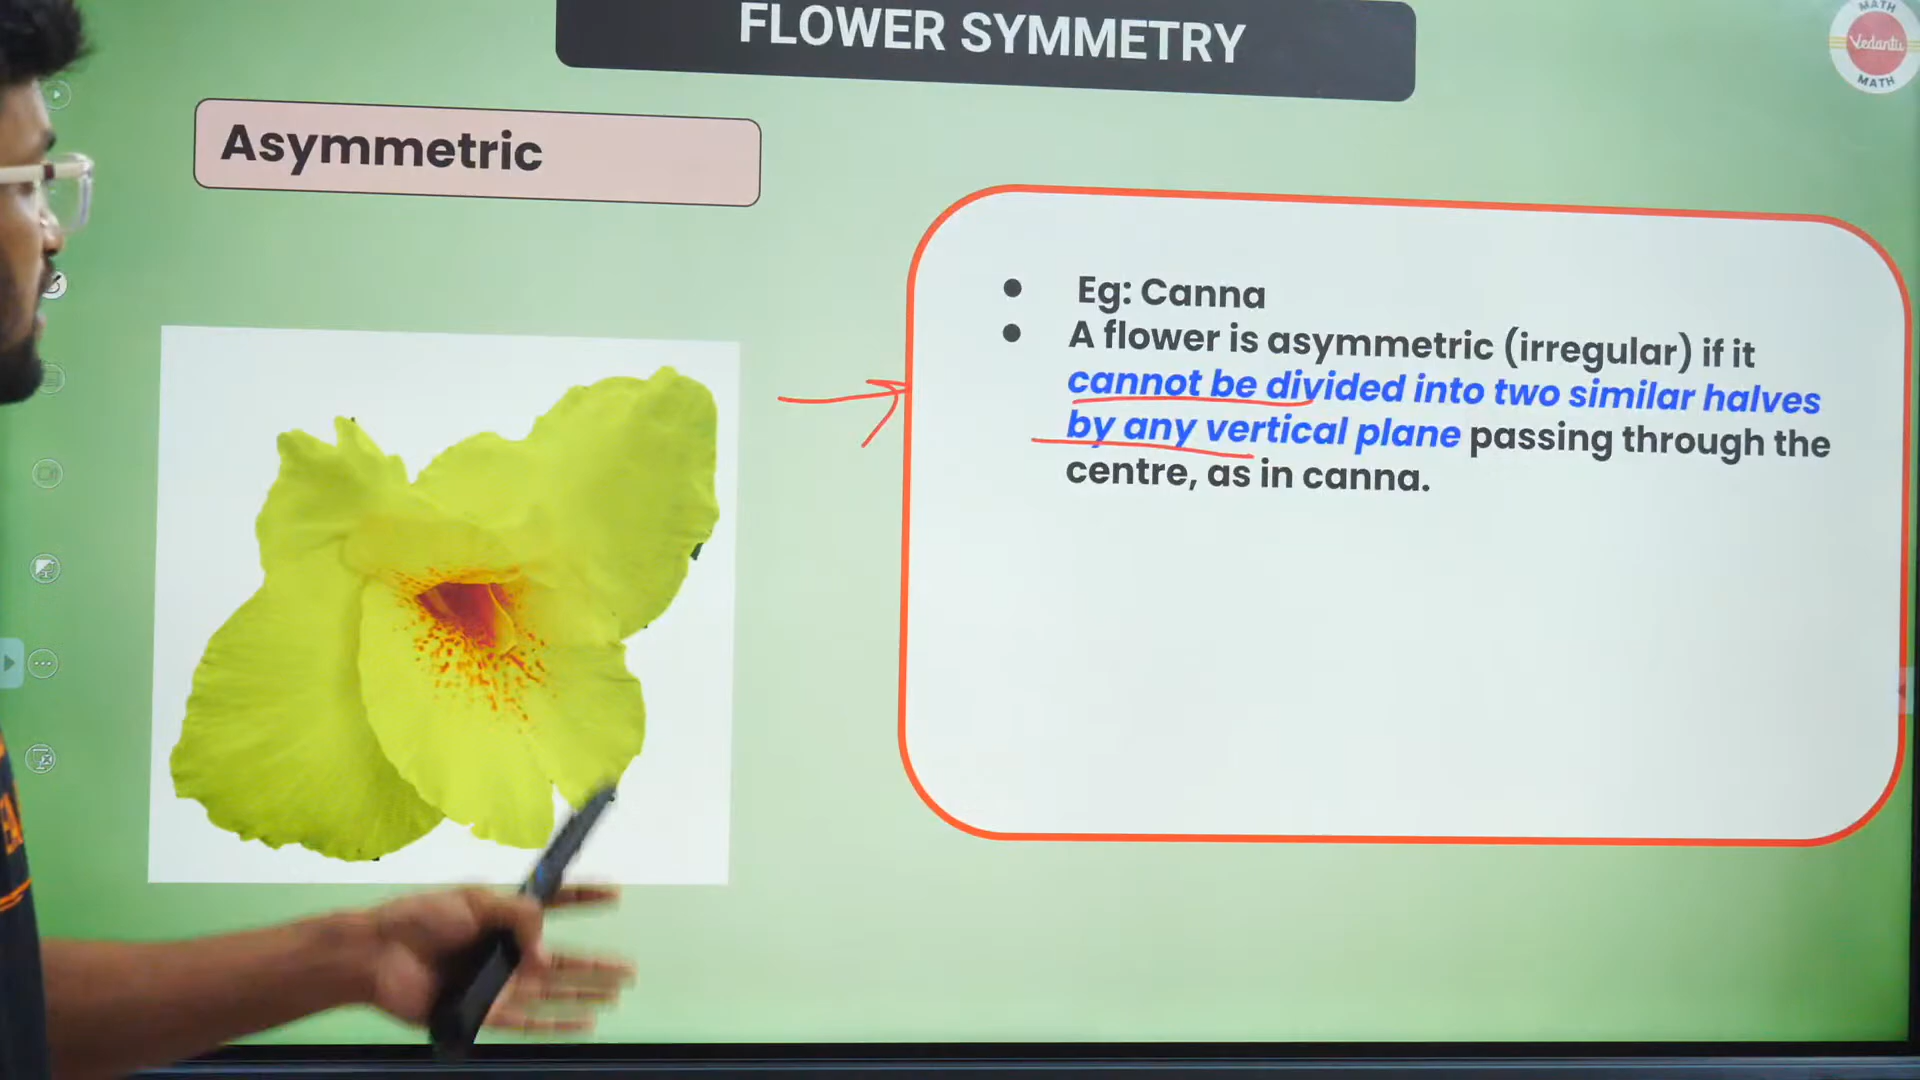 FLOWER SYMMETRY
MATH
Vedantu
MATH
Asymmetric
● Eg: Canna
● A flower is asymmetric (irregular) if it
cannot be divided into two similar halves
by any vertical plane passing through the
centre, as in canna.